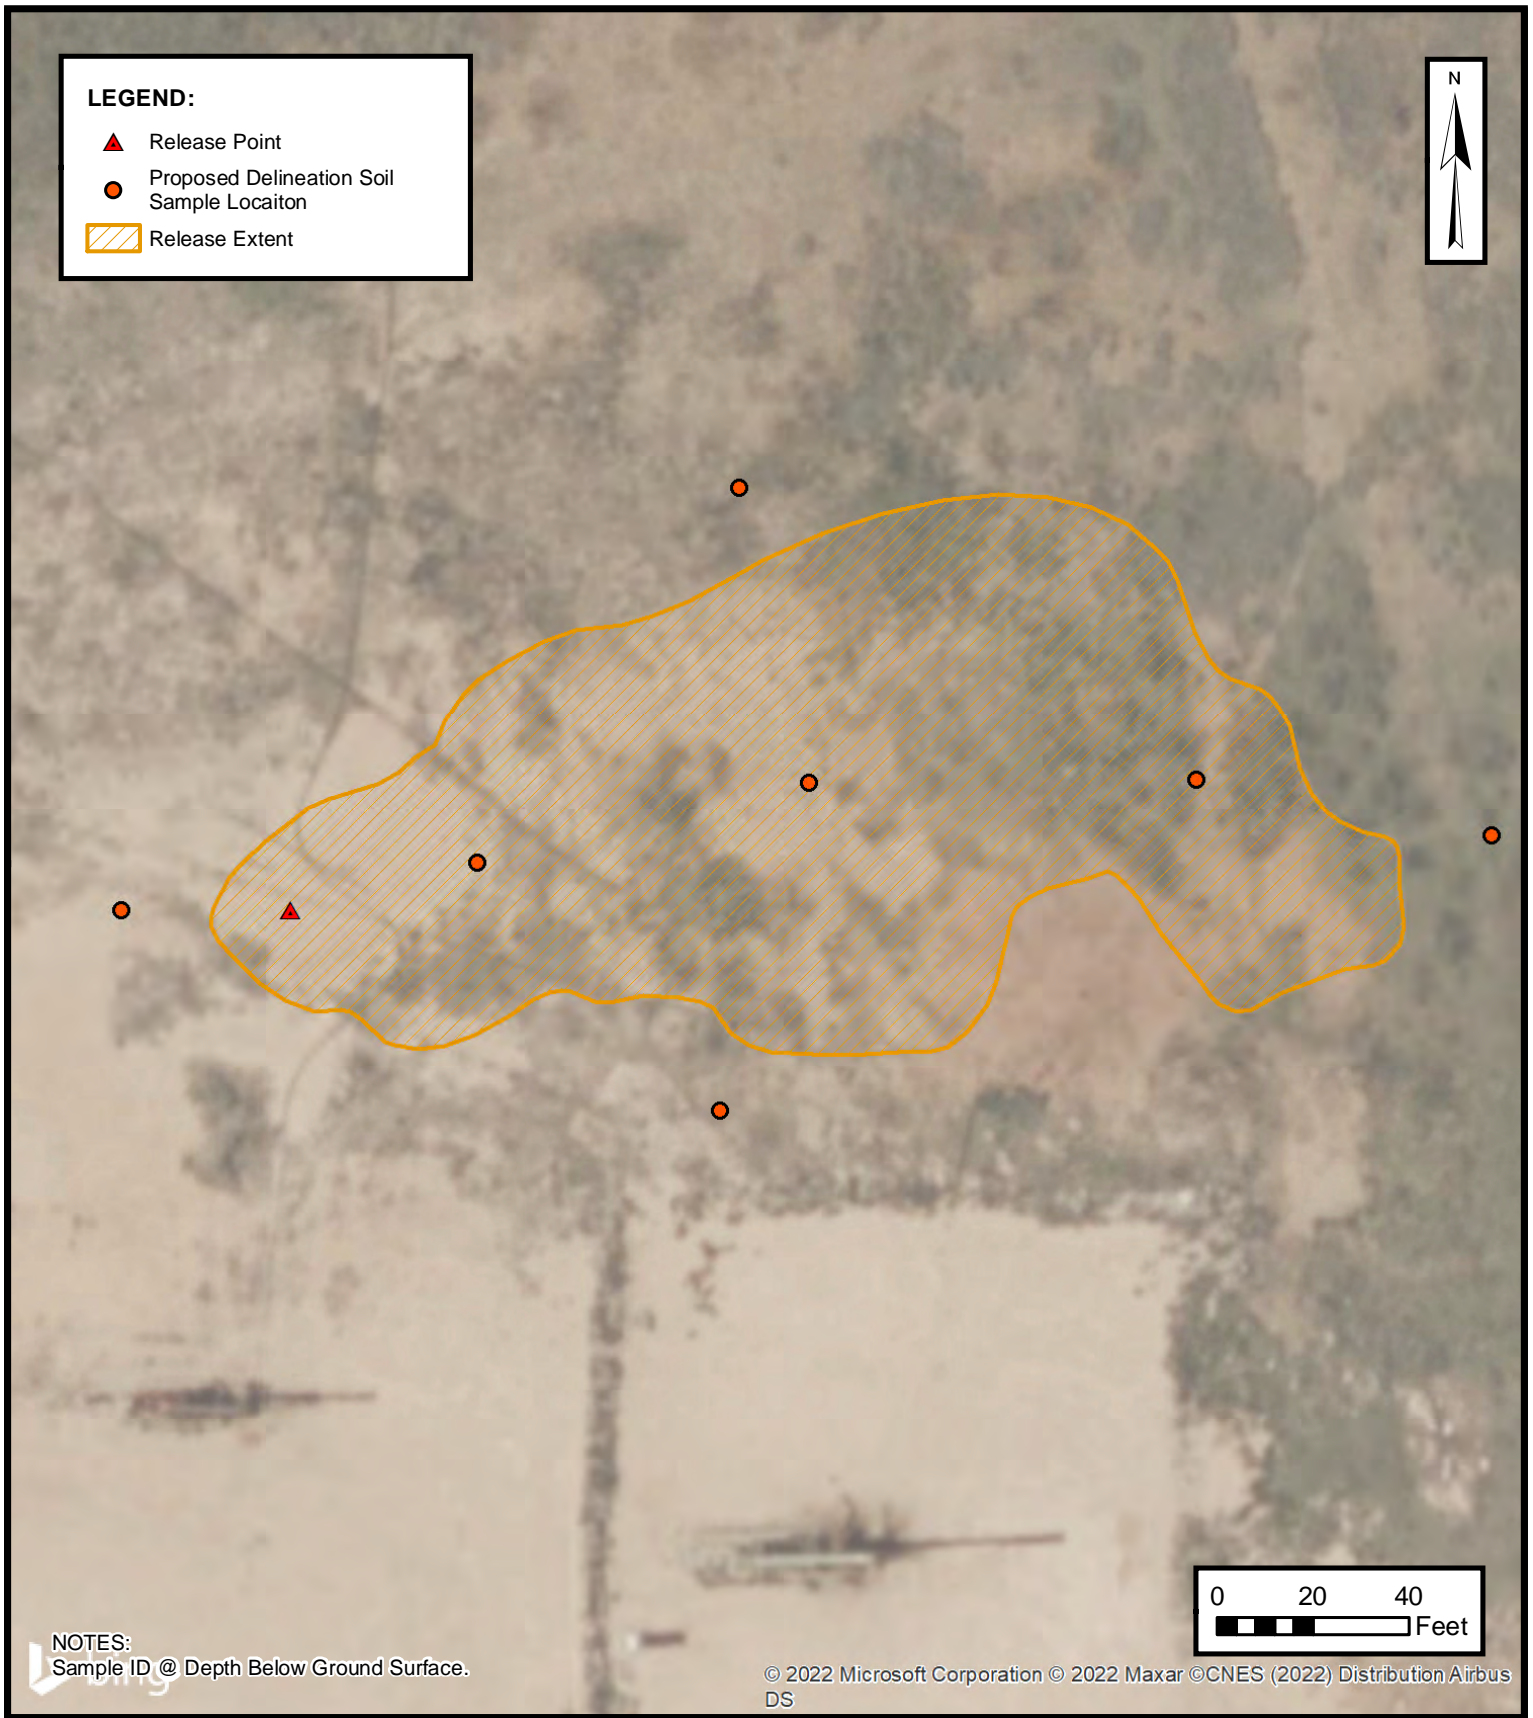 LEGEND:
Release Point
Proposed Delineation Soil
Sample Locaiton
Release Extent
N
0 20 40
Feet
NOTES:
Sample ID @ Depth Below Ground Surface.
bing
© 2022 Microsoft Corporation © 2022 Maxar ©CNES (2022) Distribution Airbus
DS